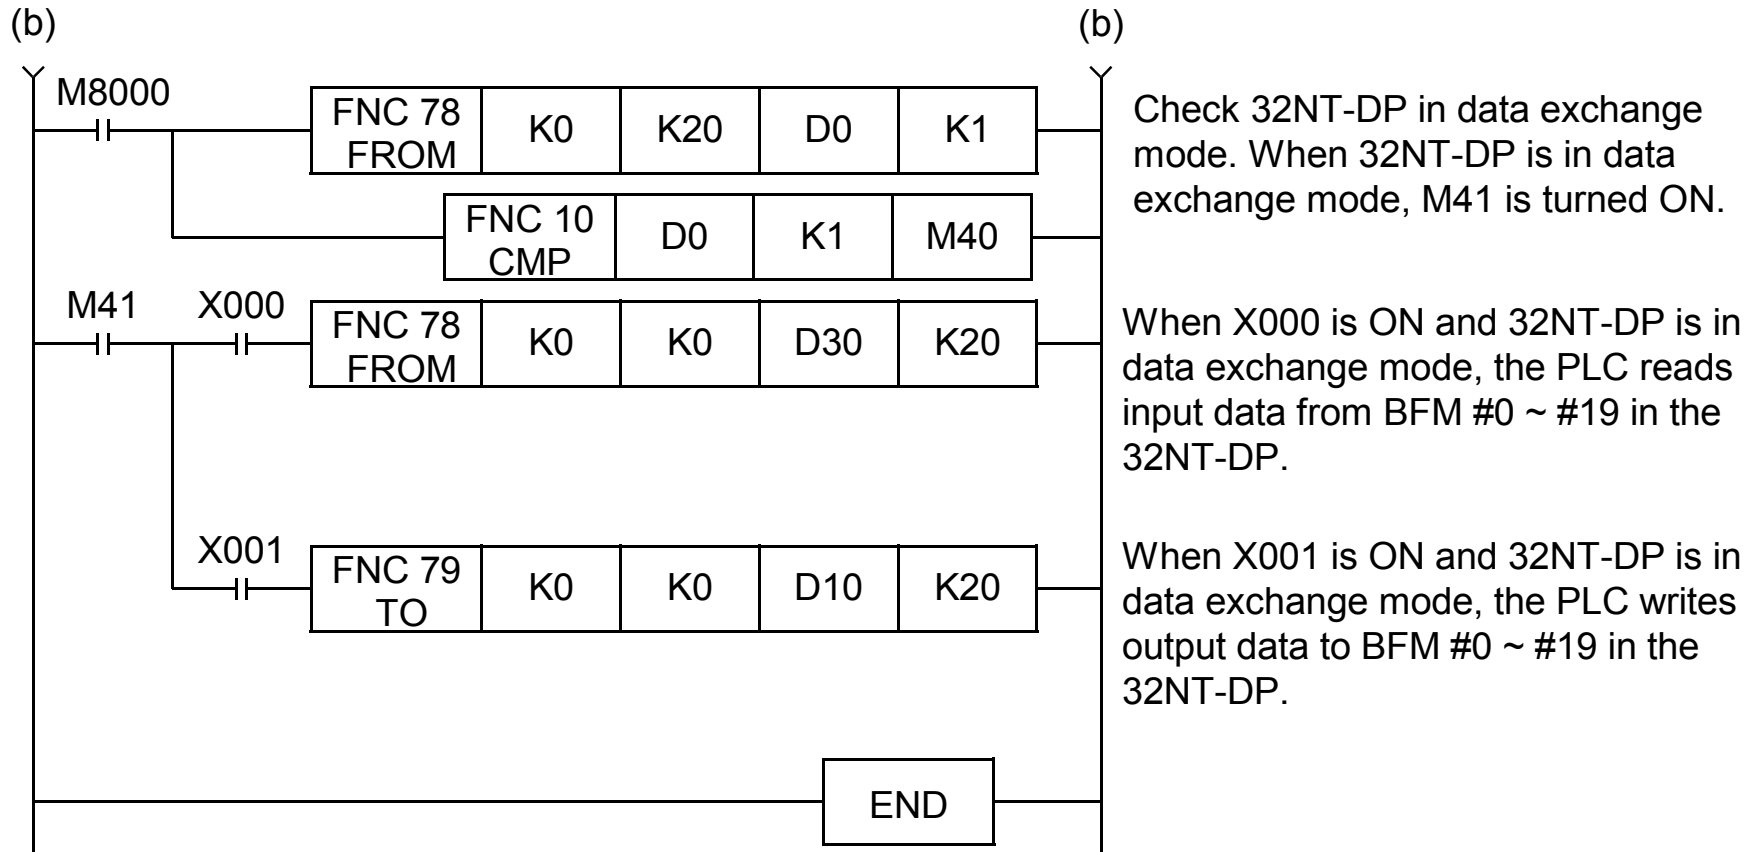 (b) (b)
M8000
FNC 78 FROM K0 K20 D0 K1
Check 32NT-DP in data exchange
mode. When 32NT-DP is in data
exchange mode, M41 is turned ON.
FNC 10 CMP D0 K1 M40
M41 X000
FNC 78 FROM K0 K0 D30 K20
When X000 is ON and 32NT-DP is in
data exchange mode, the PLC reads
input data from BFM #0 ~ #19 in the
32NT-DP.
X001
FNC 79 TO K0 K0 D10 K20
When X001 is ON and 32NT-DP is in
data exchange mode, the PLC writes
output data to BFM #0 ~ #19 in the
32NT-DP.
END